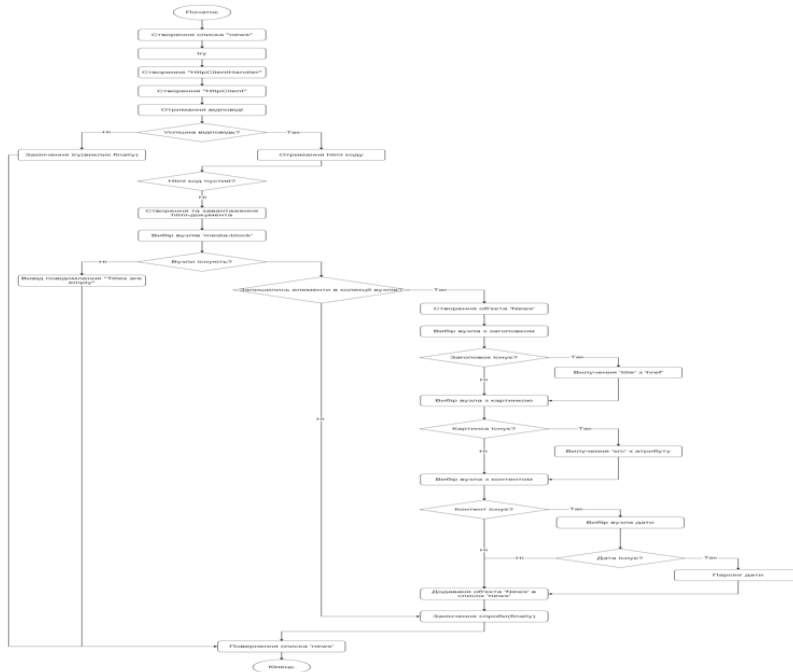 Початок
Створення списка "news"
try
Створення "HttpClientHandler"
Створення "HttpClient"
Отримання відповіді
Успішна відповідь?
Ні
Так
Закінчення try(виклик finally)
Отримання html коду
Html код пустий?
Ні
Створення та завантаження
html-документа
Вибір вузлів 'media-block'
Вузли існують?
Ні
Вивід повідомлення "Titles are
empty"
Залишились елементи в колекції вузлів?
Так
Створення об'єкта 'News'
Вибір вузла з заголовком
Заголовок існує?
Так
Вилучення 'title' з 'href'
Ні
Вибір вузла з картинкою
Ні
Картинка існує?
Так
Вилучення 'src' з атрибуту
Ні
Вибір вузла з контентом
Контент існує?
Так
Вибір вузла дати
Ні
Ні
Дата існує?
Так
Парсінг дати
Додавання об'єкта 'News' в
список 'news'
Закінчення спроби(finally)
Повернення списка 'news'
Кінець